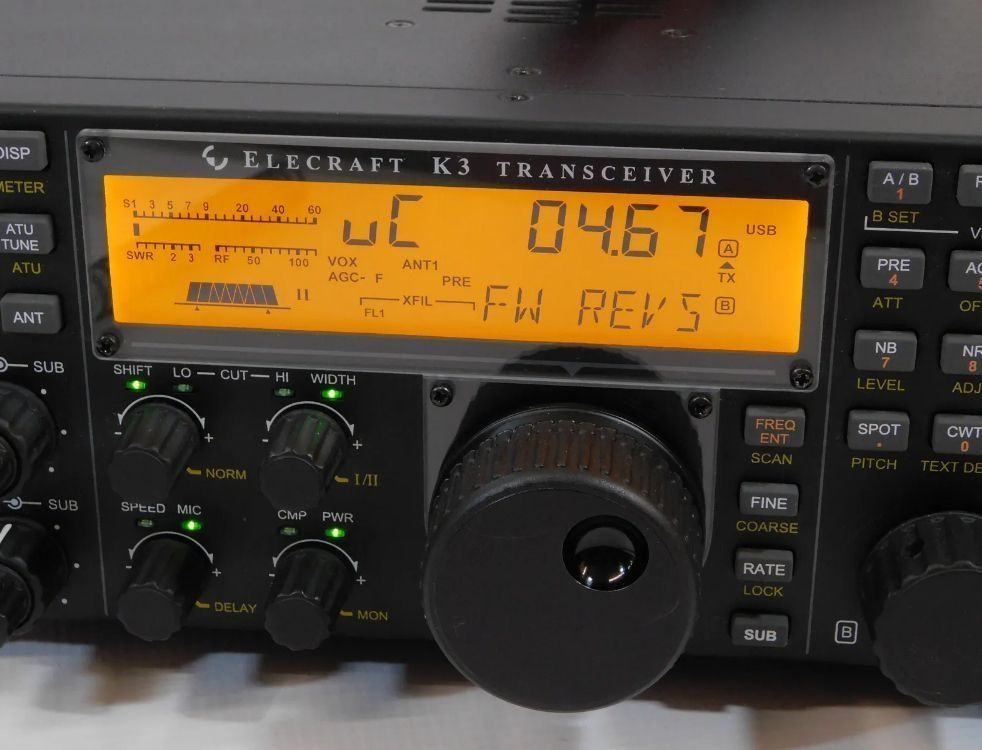 ELECRAFT K3 TRANSCEIVER
S1 3 5 7 9 20 40 60
SWR 2 3 RF 50 100
uC 04.67 USB
VOX ANT1
AGC- F PRE
A
TX
II XFIL
FL1
FW REVS B
DISP
METER
ATU
TUNE
ATU
ANT
SUB
SUB
SHIFT LO CUT HI WIDTH
NORM I/II
SPEED MIC CMP PWR
DELAY MON
FREQ
ENT
SCAN
FINE
COARSE
RATE
LOCK
SUB
A / B
1
B SET
PRE
4
ATT
NB
7
LEVEL
NR
8
SPOT
.
PITCH
CWT
0
TEXT
B